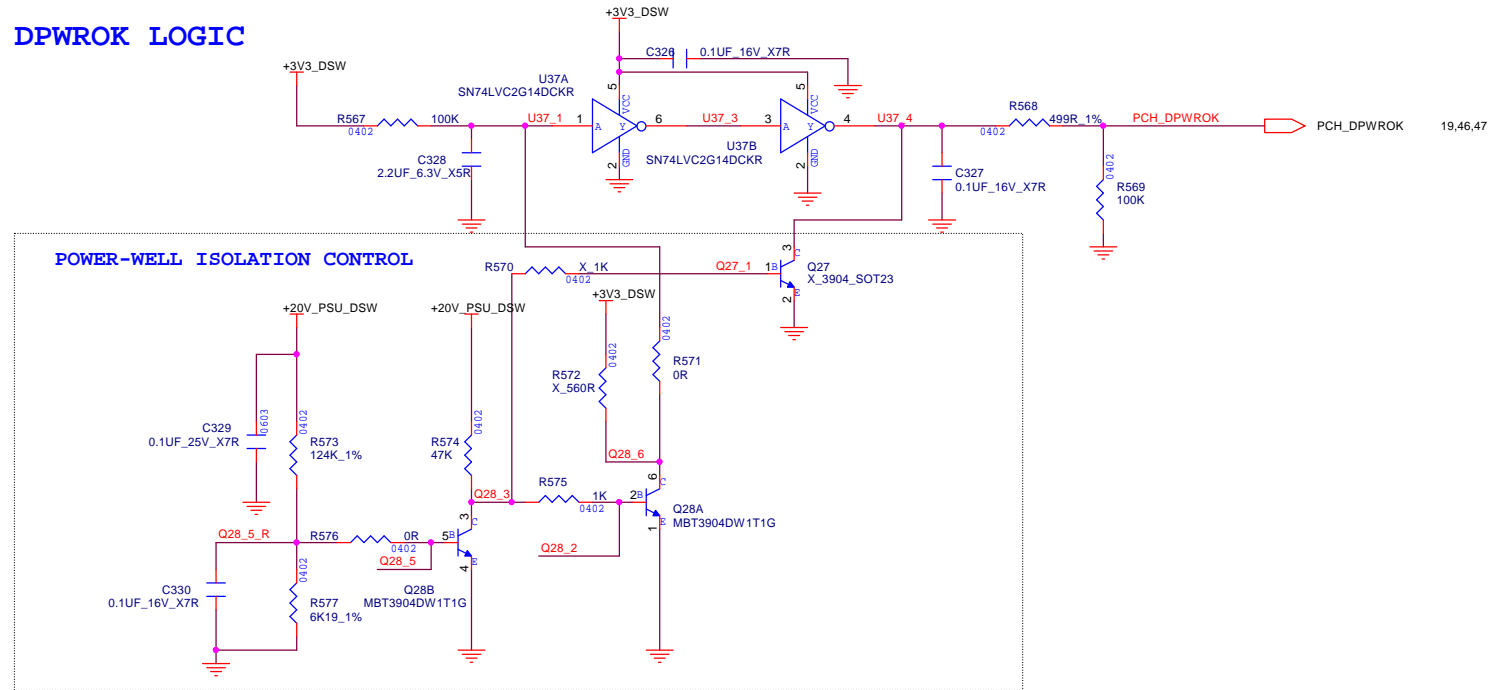 DPWROK LOGIC
+3V3_DSW
C326 0.1UF_16V_X7R
+3V3_DSW
U37A
SN74LVC2G14DCKR
5 VCC
5 VCC
R567 100K
0402
U37_1 1 A Y 6 U37_3 3 A Y 4 U37_4
R568
499R_1%
0402
PCH_DPWROK
PCH_DPWROK 19,46,47
2 GND
2 GND
U37B
SN74LVC2G14DCKR
C328
2.2UF_6.3V_X5R
C327
0.1UF_16V_X7R
0402
R569
100K
POWER-WELL ISOLATION CONTROL
R570 X_1K
0402
Q27_1 1 B
3 C
2 E
Q27
X_3904_SOT23
+20V_PSU_DSW
+20V_PSU_DSW
+3V3_DSW
0402
R572
X_560R
0402
R571
0R
C329
0.1UF_25V_X7R
0603
0402
R573
124K_1%
R574
47K
0402
Q28_6
Q28_3
R575 1K
0402
2 B
6 C
1 E
Q28A
MBT3904DW1T1G
Q28_2
Q28_5_R
R576 0R
0402
Q28_5
5 B
3 C
4 E
Q28B
MBT3904DW1T1G
C330
0.1UF_16V_X7R
0402
R577
6K19_1%